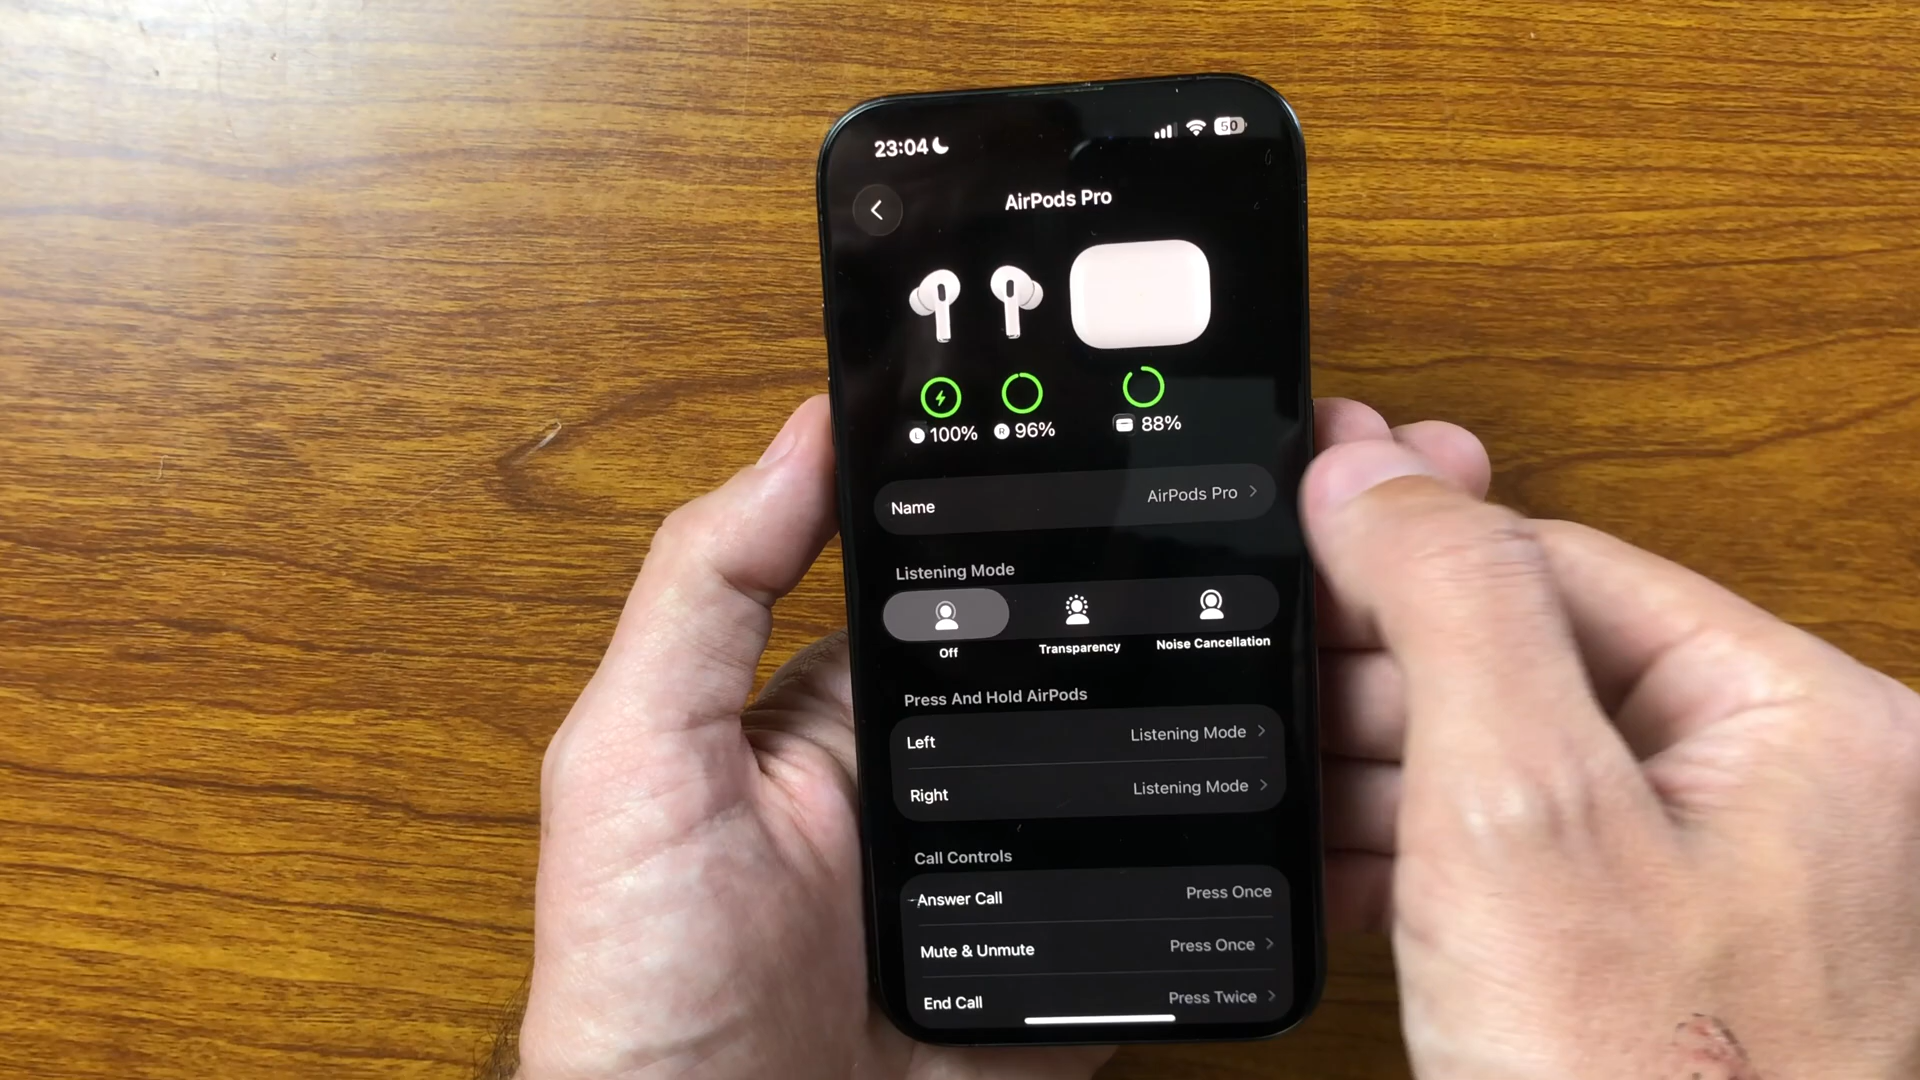 23:04 50
AirPods Pro
L 100% R 96% 88%
Name AirPods Pro
Listening Mode
Off Transparency Noise Cancellation
Press And Hold AirPods
Left Listening Mode
Right Listening Mode
Call Controls
Answer Call Press Once
Mute & Unmute Press Once
End Call Press Twice